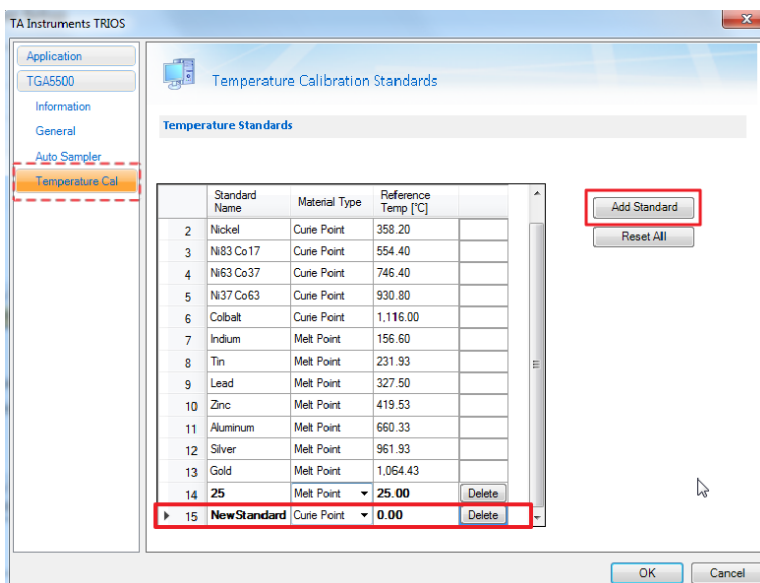 TA Instruments TRIOS
Application
TGA5500
Information
General
Auto Sampler
Temperature Cal
Temperature Calibration Standards
Temperature Standards
Standard Name Material Type Reference Temp [°C]
2 Nickel Curie Point 358.20
3 Ni83 Co17 Curie Point 554.40
4 Ni63 Co37 Curie Point 746.40
5 Ni37 Co63 Curie Point 930.80
6 Colbalt Curie Point 1,116.00
7 Indium Melt Point 156.60
8 Tin Melt Point 231.93
9 Lead Melt Point 327.50
10 Zinc Melt Point 419.53
11 Aluminum Melt Point 660.33
12 Silver Melt Point 961.93
13 Gold Melt Point 1,064.43
14 25 Melt Point 25.00 Delete
15 NewStandard Curie Point 0.00 Delete
Add Standard
Reset All
OK Cancel